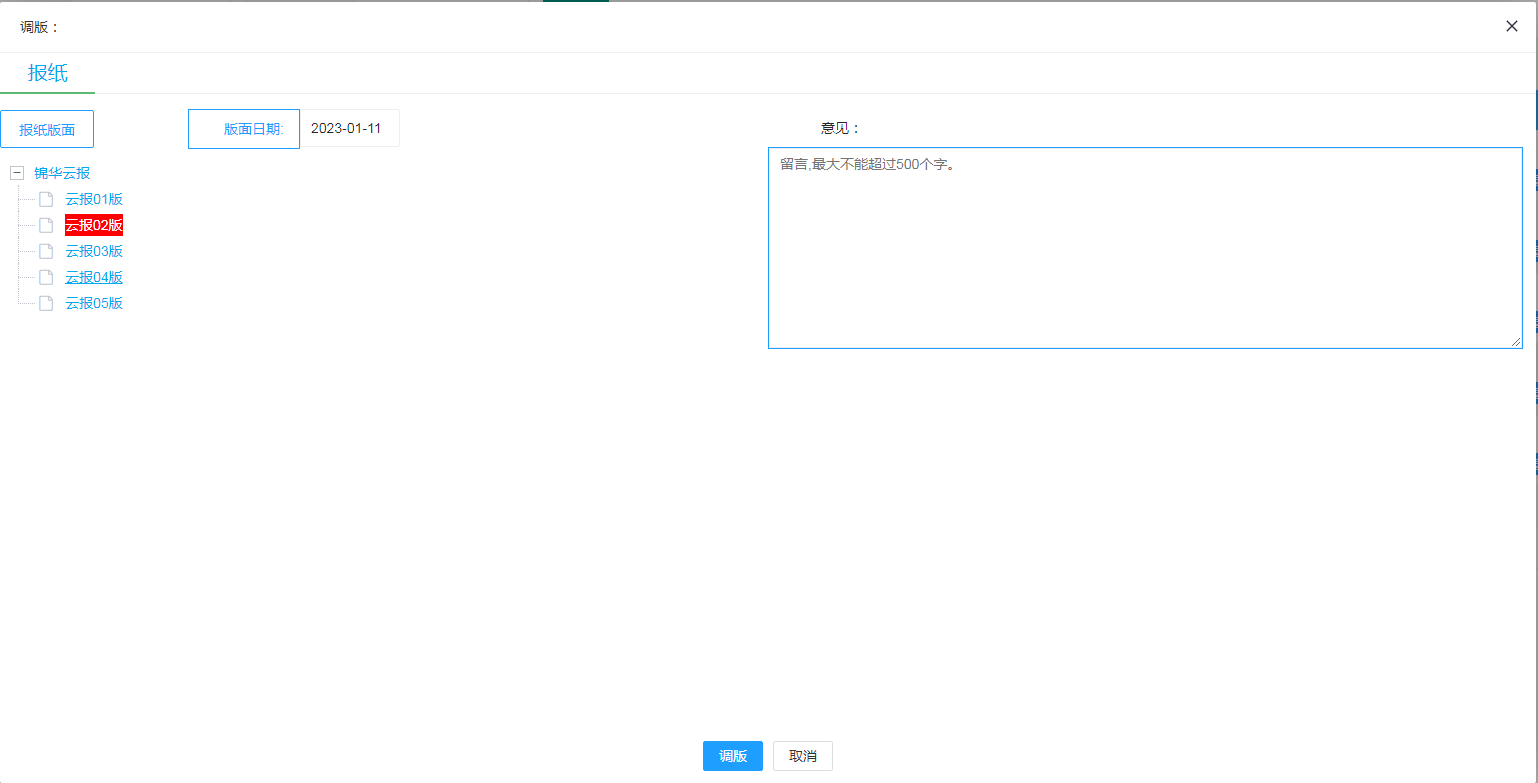 调版：
报纸
报纸版面
版面日期: 2023-01-11
意见：
锦华云报
云报01版
云报02版
云报03版
云报04版
云报05版
留言,最大不能超过500个字。
调版 取消